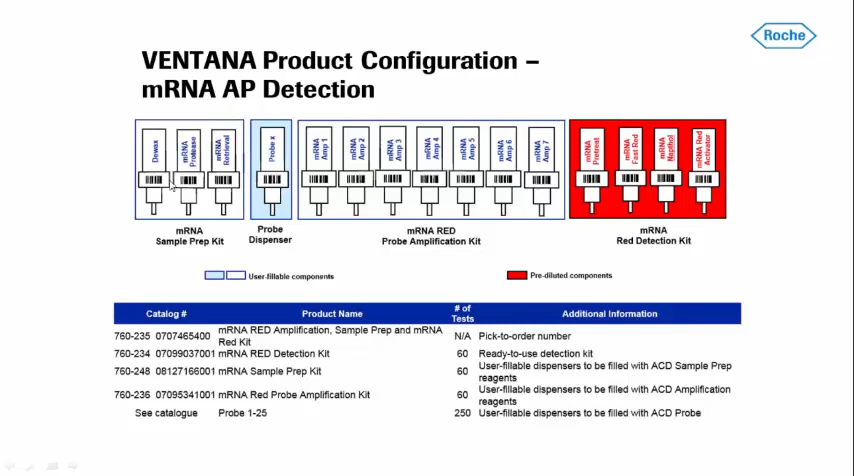 Roche
VENTANA Product Configuration –
mRNA AP Detection
Dewax
mRNA Protease
mRNA Retrieval
Probe x
mRNA Amp 1
mRNA Amp 2
mRNA Amp 3
mRNA Amp 4
mRNA Amp 5
mRNA Amp 6
mRNA Amp 7
mRNA Pretreat
mRNA Fast Red
mRNA Napthol
mRNA Red Activator
mRNA
Sample Prep Kit
Probe
Dispenser
mRNA RED
Probe Amplification Kit
mRNA
Red Detection Kit
User-fillable components
Pre-diluted components
Catalog # Product Name # of Tests Additional Information
760-235 0707465400 mRNA RED Amplification, Sample Prep and mRNA Red Kit N/A Pick-to-order number
760-234 07099037001 mRNA RED Detection Kit 60 Ready-to-use detection kit
760-248 08127166001 mRNA Sample Prep Kit 60 User-fillable dispensers to be filled with ACD Sample Prep reagents
760-236 07095341001 mRNA Red Probe Amplification Kit 60 User-fillable dispensers to be filled with ACD Amplification reagents
See catalogue Probe 1-25 250 User-fillable dispensers to be filled with ACD Probe